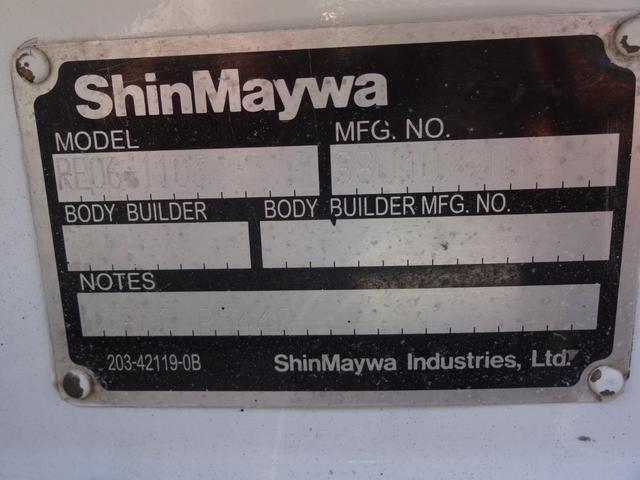 ShinMaywa
MODEL
MFG. NO.
BODY BUILDER
BODY BUILDER MFG. NO.
NOTES
203-42119-0B
ShinMaywa Industries, Ltd.